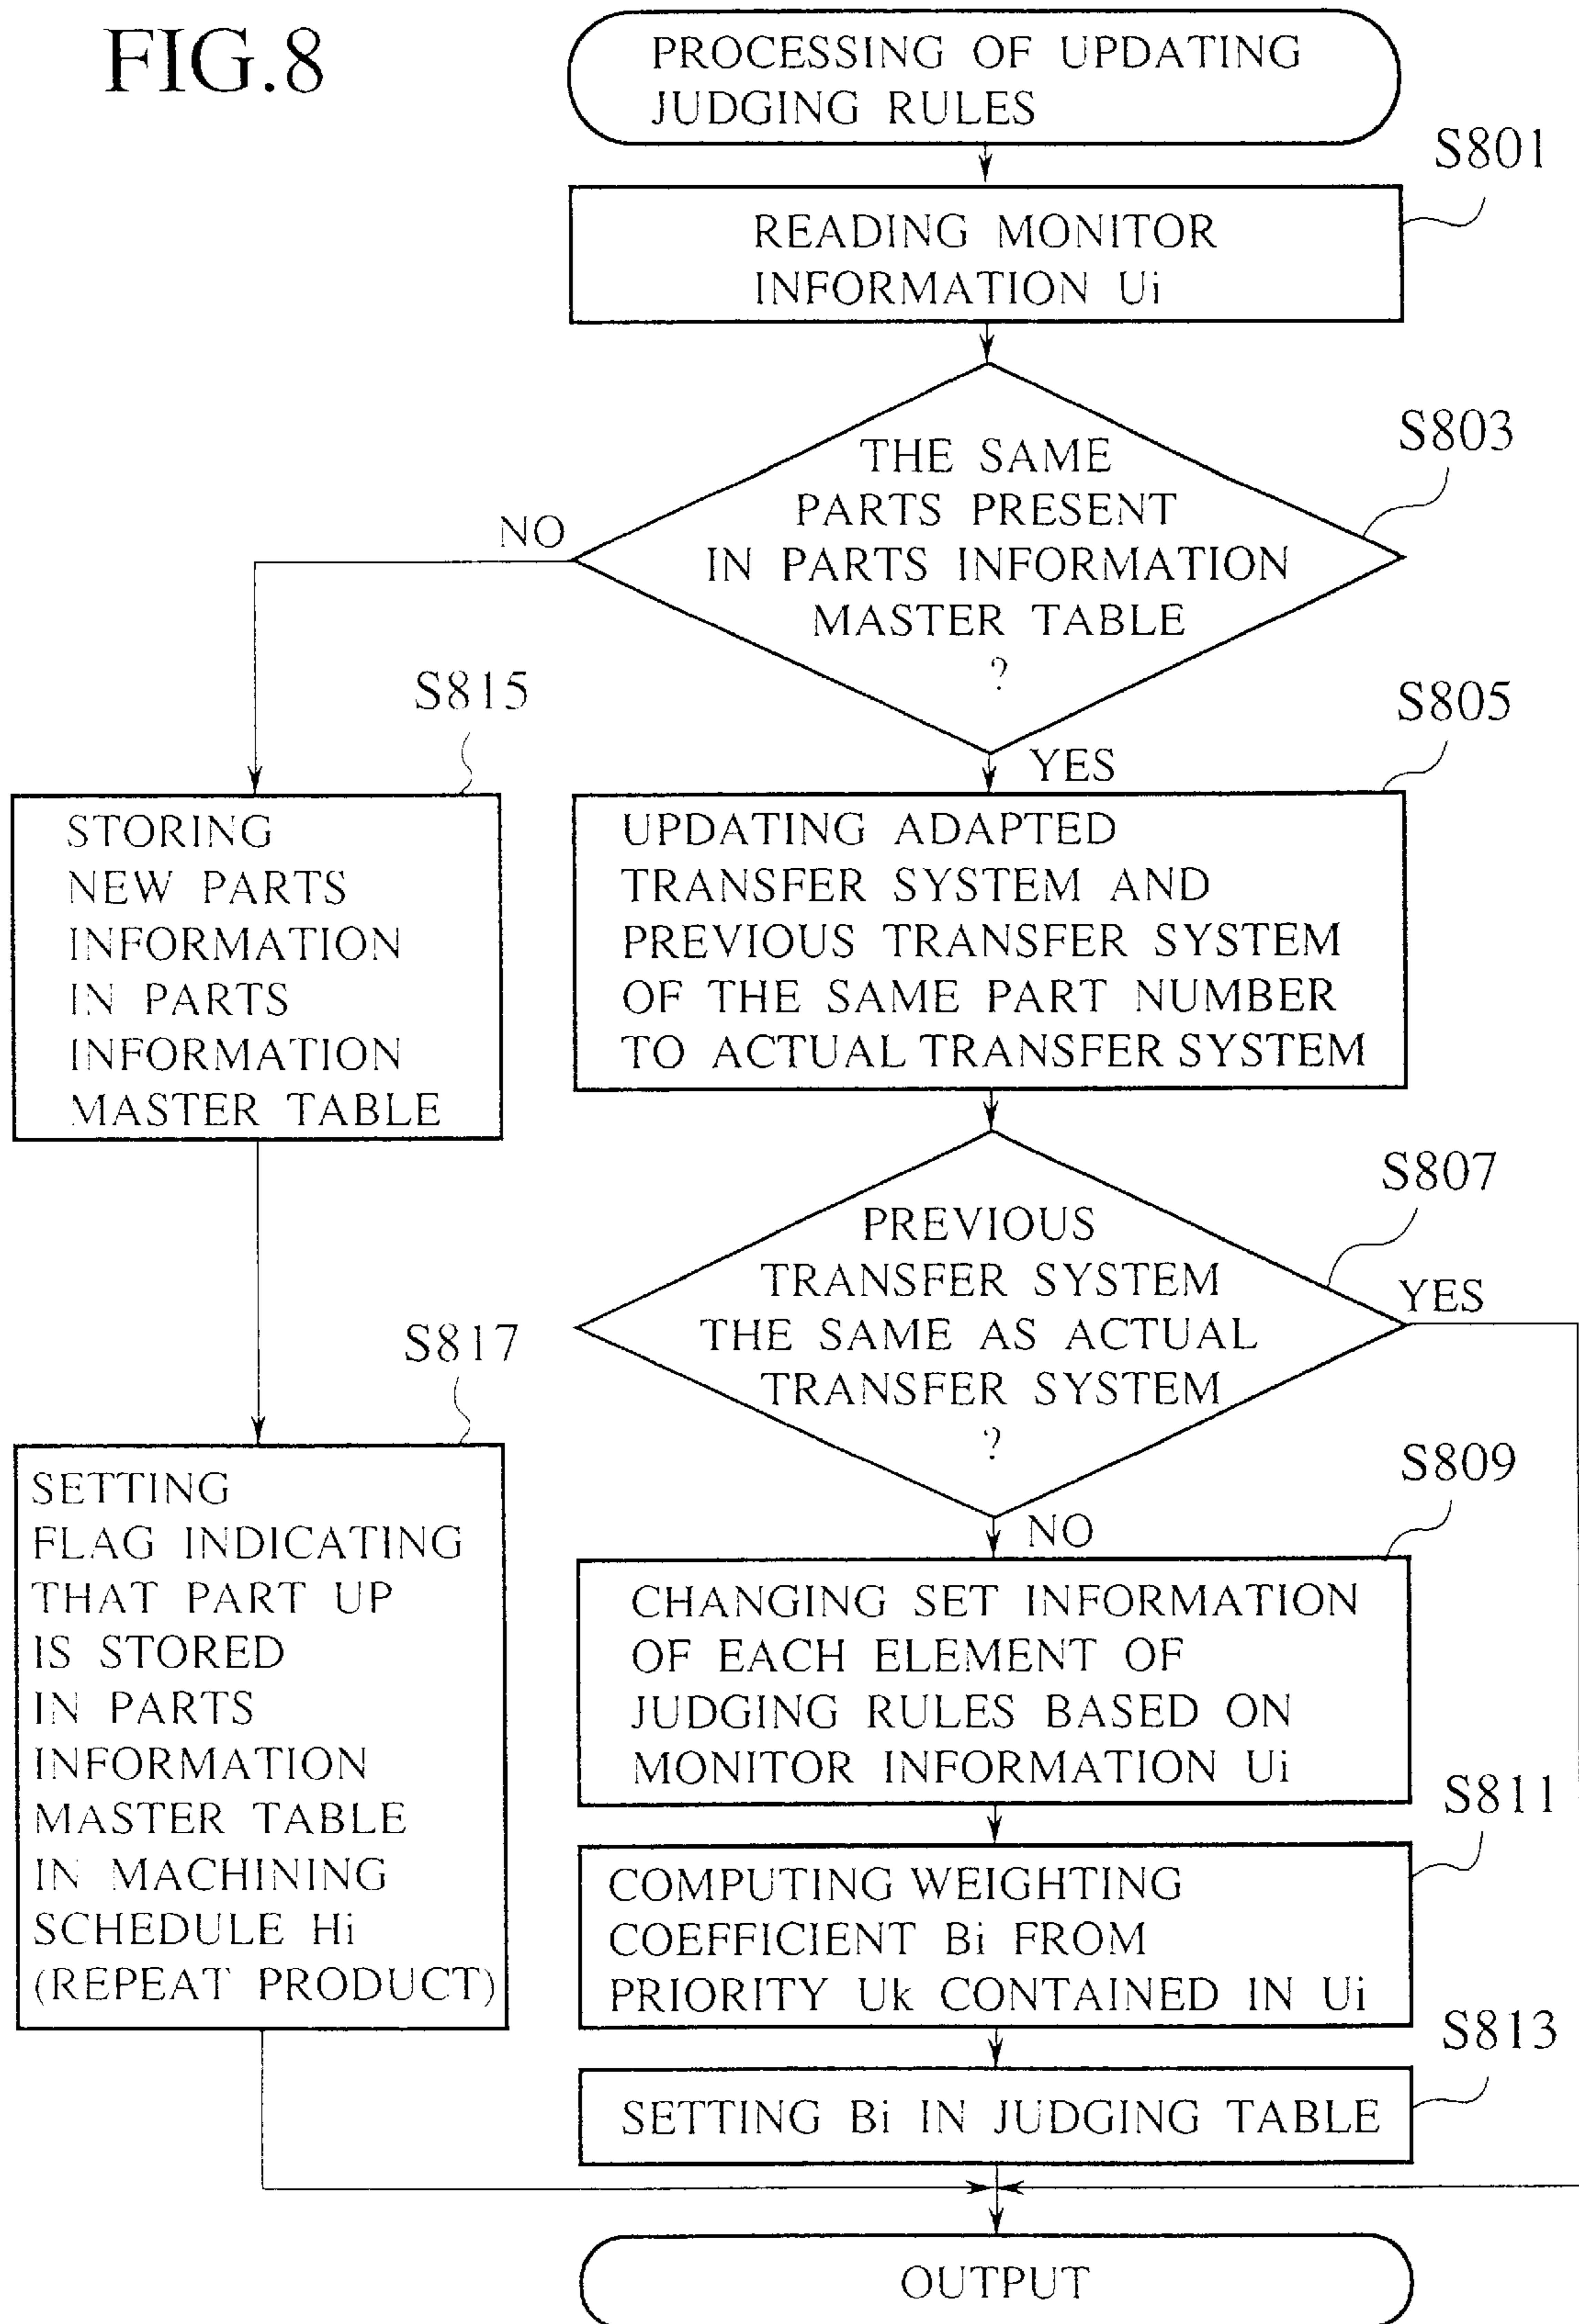 FIG.8
PROCESSING OF UPDATING
JUDGING RULES
S801
READING MONITOR
INFORMATION Ui
S803
THE SAME
PARTS PRESENT
IN PARTS INFORMATION
MASTER TABLE
?
NO
YES
S815
STORING
NEW PARTS
INFORMATION
IN PARTS
INFORMATION
MASTER TABLE
S805
UPDATING ADAPTED
TRANSFER SYSTEM AND
PREVIOUS TRANSFER SYSTEM
OF THE SAME PART NUMBER
TO ACTUAL TRANSFER SYSTEM
S807
PREVIOUS
TRANSFER SYSTEM
THE SAME AS ACTUAL
TRANSFER SYSTEM
?
YES
NO
S817
SETTING
FLAG INDICATING
THAT PART UP
IS STORED
IN PARTS
INFORMATION
MASTER TABLE
IN MACHINING
SCHEDULE Hi
(REPEAT PRODUCT)
S809
CHANGING SET INFORMATION
OF EACH ELEMENT OF
JUDGING RULES BASED ON
MONITOR INFORMATION Ui
S811
COMPUTING WEIGHTING
COEFFICIENT Bi FROM
PRIORITY Uk CONTAINED IN Ui
S813
SETTING Bi IN JUDGING TABLE
OUTPUT